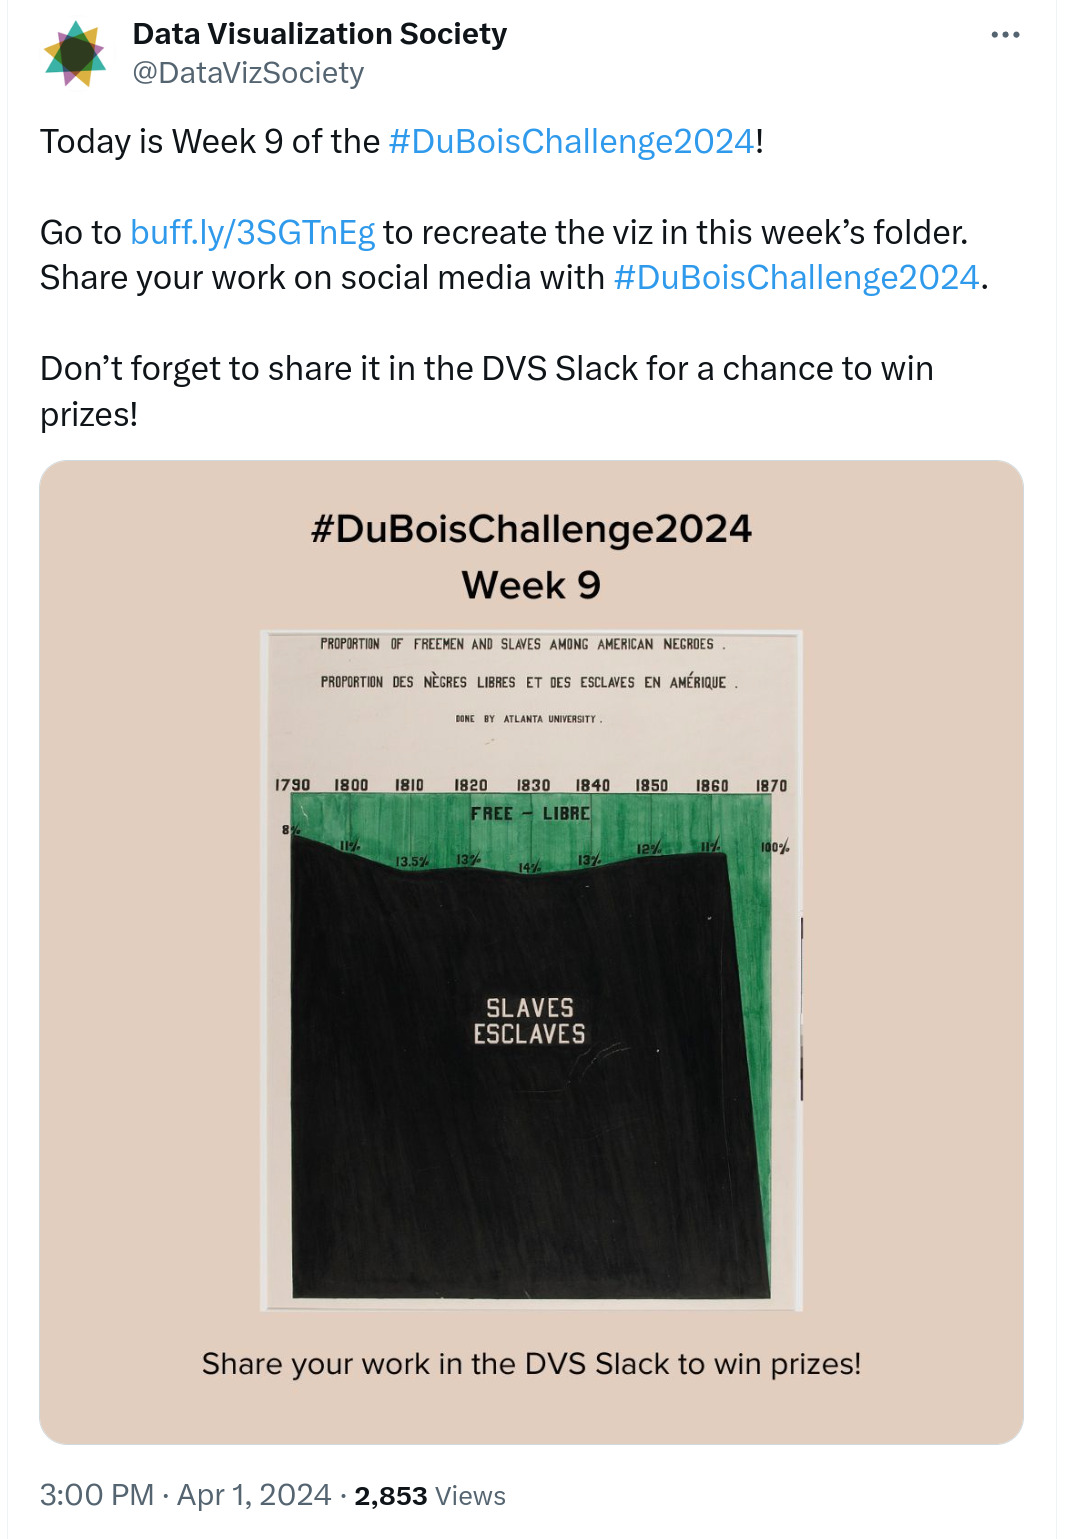 Data Visualization Society
@DataVizSociety
Today is Week 9 of the #DuBoisChallenge2024!
Go to buff.ly/3SGTnEg to recreate the viz in this week’s folder.
Share your work on social media with #DuBoisChallenge2024.
Don’t forget to share it in the DVS Slack for a chance to win
prizes!
#DuBoisChallenge2024
Week 9
PROPORTION OF FREEMEN AND SLAVES AMONG AMERICAN NEGROES .
PROPORTION DES NÈGRES LIBRES ET DES ESCLAVES EN AMÉRIQUE .
DONE BY ATLANTA UNIVERSITY .
1790 1800 1810 1820 1830 1840 1850 1860 1870
FREE – LIBRE
8% 11% 13.5% 13% 14% 13% 12% 11% 100%
SLAVES
ESCLAVES
Share your work in the DVS Slack to win prizes!
3:00 PM · Apr 1, 2024 · 2,853 Views